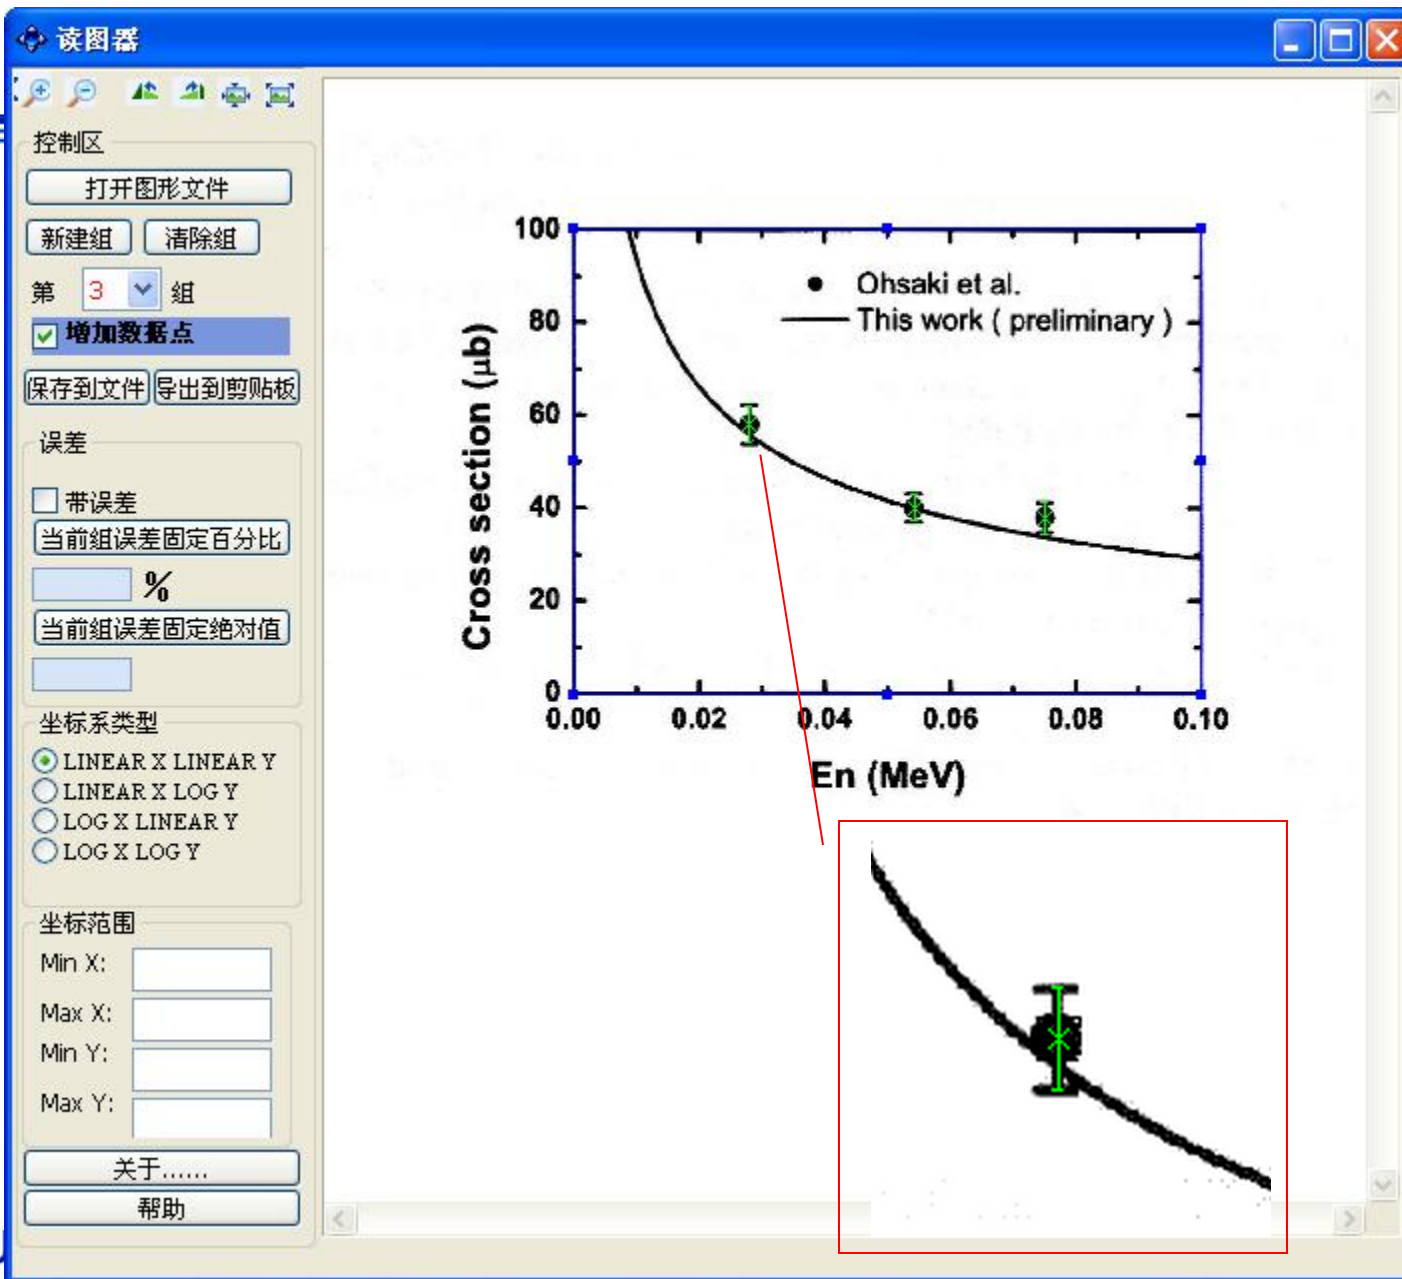 读图器
控制区
打开图形文件
新建组 清除组
第 3 组
增加数据点
保存到文件 导出到剪贴板
误差
带误差
当前组误差固定百分比
%
当前组误差固定绝对值
坐标系类型
LINEAR X LINEAR Y
LINEAR X LOG Y
LOG X LINEAR Y
LOG X LOG Y
坐标范围
Min X:
Max X:
Min Y:
Max Y:
关于......
帮助
Cross section (μb)
100
80
60
40
20
0
Ohsaki et al.
This work ( preliminary )
0.00 0.02 0.04 0.06 0.08 0.10
En (MeV)